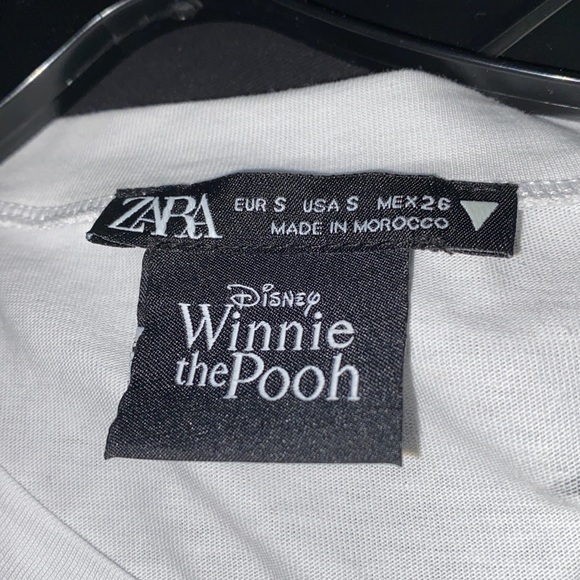 ZARA EUR S USA S MEX 26
MADE IN MOROCCO
Disney
Winnie
the Pooh